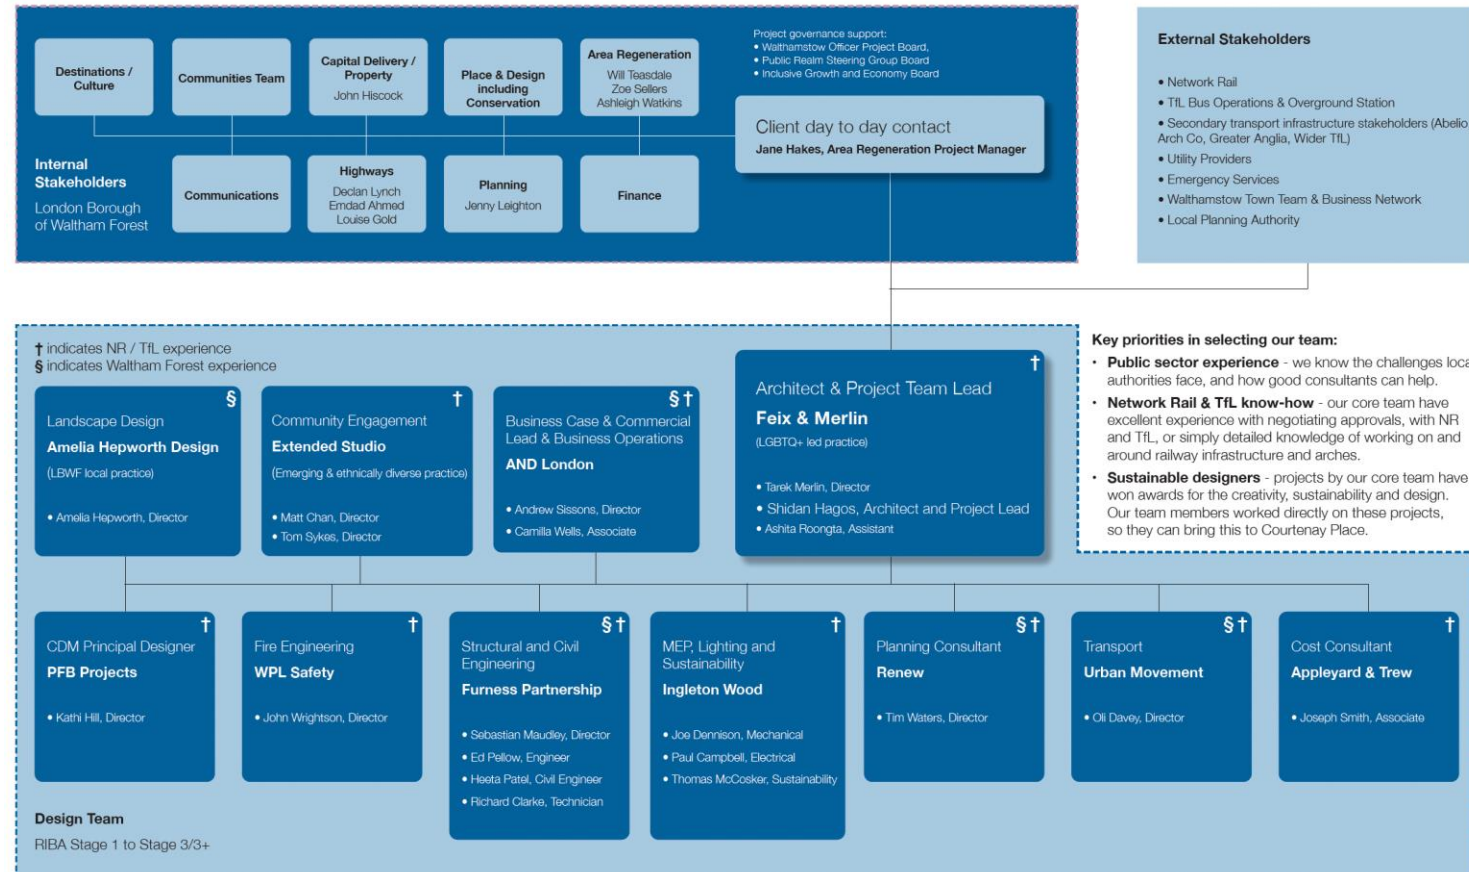 Destinations /
Culture
Communities Team
Capital Delivery /
Property
John Hiscock
Place & Design
including
Conservation
Area Regeneration
Will Teasdale
Zoe Sellers
Ashleigh Watkins
Project governance support:
• Walthamstow Officer Project Board,
• Public Realm Steering Group Board
• Inclusive Growth and Economy Board
Client day to day contact
Jane Hakes, Area Regeneration Project Manager
Internal
Stakeholders
London Borough
of Waltham Forest
Communications
Highways
Declan Lynch
Emdad Ahmed
Louise Gold
Planning
Jenny Leighton
Finance
External Stakeholders
• Network Rail
• TfL Bus Operations & Overground Station
• Secondary transport infrastructure stakeholders (Abelio
Arch Co, Greater Anglia, Wider TfL)
• Utility Providers
• Emergency Services
• Walthamstow Town Team & Business Network
• Local Planning Authority
† indicates NR / TfL experience
§ indicates Waltham Forest experience
§
Landscape Design
Amelia Hepworth Design
(LBWF local practice)
• Amelia Hepworth, Director
†
Community Engagement
Extended Studio
(Emerging & ethnically diverse practice)
• Matt Chan, Director
• Tom Sykes, Director
§ †
Business Case & Commercial
Lead & Business Operations
AND London
• Andrew Sissons, Director
• Camilla Wells, Associate
†
Architect & Project Team Lead
Feix & Merlin
(LGBTQ+ led practice)
• Tarek Merlin, Director
• Shidan Hagos, Architect and Project Lead
• Ashita Roongta, Assistant
Key priorities in selecting our team:
• Public sector experience - we know the challenges loca
authorities face, and how good consultants can help.
• Network Rail & TfL know-how - our core team have
excellent experience with negotiating approvals, with NR
and TfL, or simply detailed knowledge of working on and
around railway infrastructure and arches.
• Sustainable designers - projects by our core team have
won awards for the creativity, sustainability and design.
Our team members worked directly on these projects,
so they can bring this to Courtenay Place.
†
CDM Principal Designer
PFB Projects
• Kathi Hill, Director
†
Fire Engineering
WPL Safety
• John Wrightson, Director
§ †
Structural and Civil
Engineering
Furness Partnership
• Sebastian Maudley, Director
• Ed Pellow, Engineer
• Heeta Patel, Civil Engineer
• Richard Clarke, Technician
†
MEP, Lighting and
Sustainability
Ingleton Wood
• Joe Dennison, Mechanical
• Paul Campbell, Electrical
• Thomas McCosker, Sustainability
§ †
Planning Consultant
Renew
• Tim Waters, Director
§ †
Transport
Urban Movement
• Oli Davey, Director
†
Cost Consultant
Appleyard & Trew
• Joseph Smith, Associate
Design Team
RIBA Stage 1 to Stage 3/3+